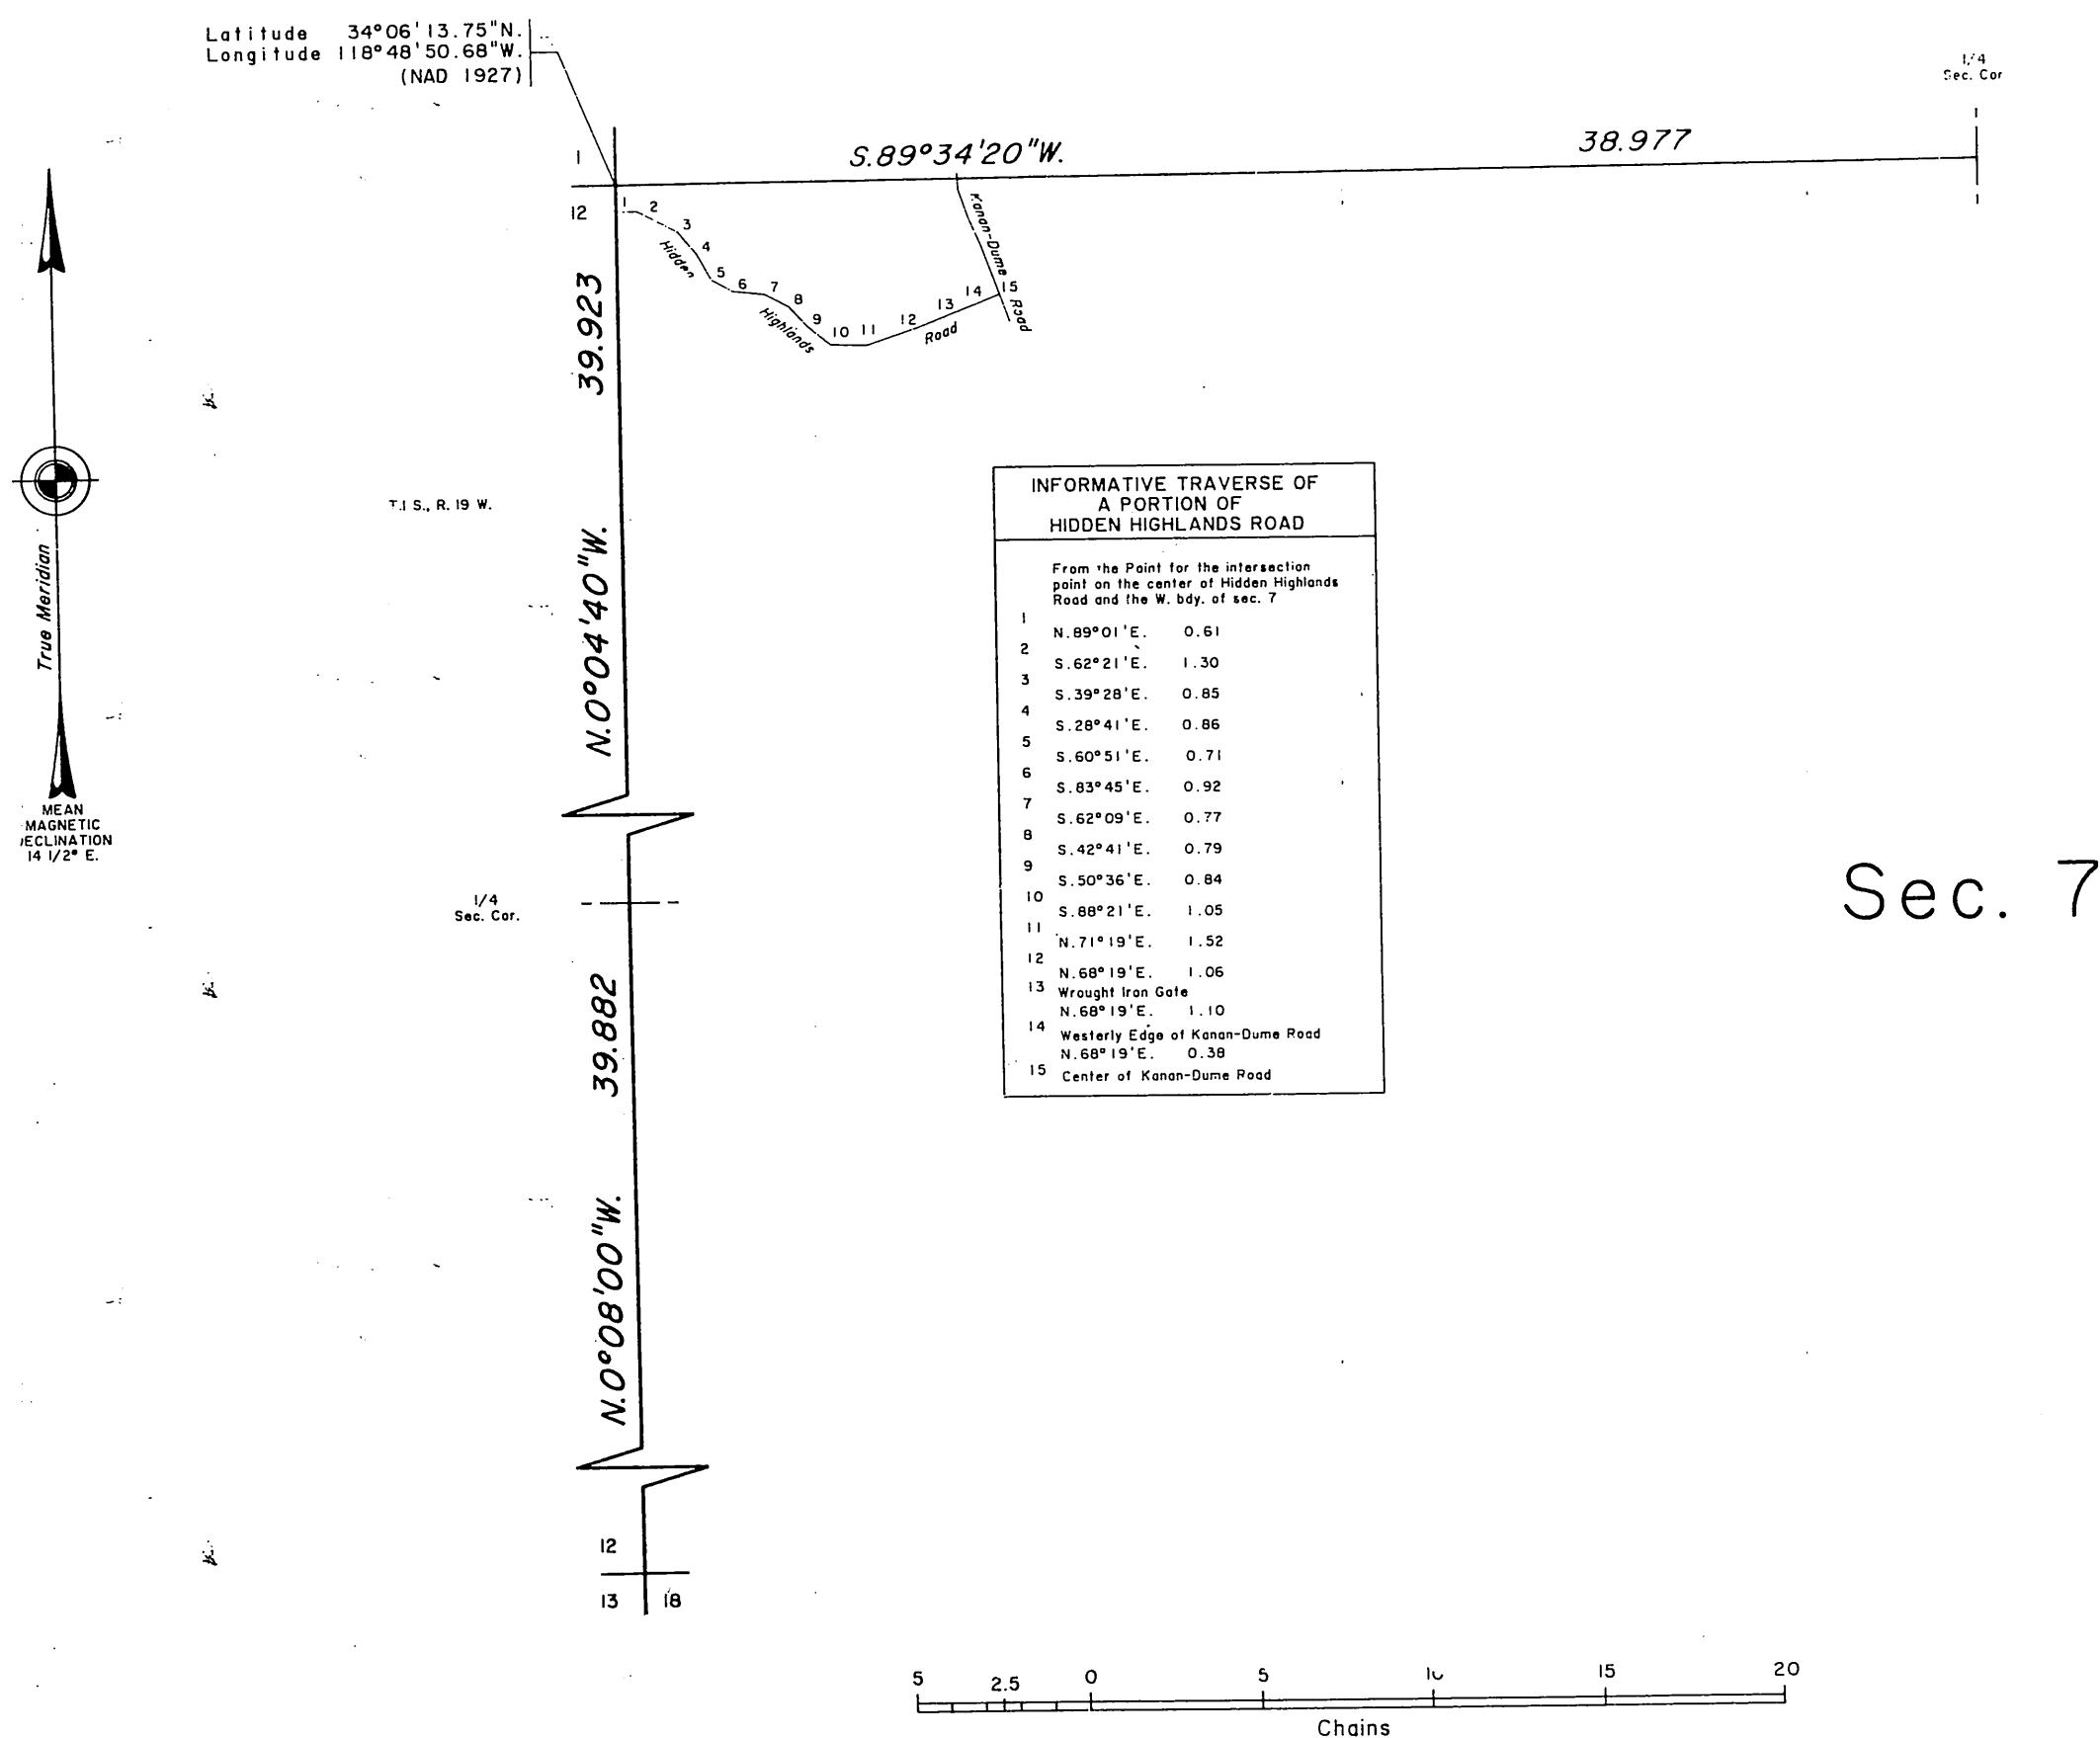 Latitude 34°06'13.75"N.
Longitude 118°48'50.68"W.
(NAD 1927)
1/4
Sec. Cor
S.89°34'20"W.
38.977
1
12
1
2
3
4
5
6
7
8
9
10
11
12
13
14
15
Hidden
Highlands
Road
Kanan-Dume Road
39.923
N.0°04'40"W.
T.1 S., R. 19 W.
True Meridian
MEAN
MAGNETIC
ECLINATION
14 1/2° E.
INFORMATIVE TRAVERSE OF
A PORTION OF
HIDDEN HIGHLANDS ROAD
From the Point for the intersection
point on the center of Hidden Highlands
Road and the W. bdy. of sec. 7
1
N.89°01'E. 0.61
2
S.62°21'E. 1.30
3
S.39°28'E. 0.85
4
S.28°41'E. 0.86
5
S.60°51'E. 0.71
6
S.83°45'E. 0.92
7
S.62°09'E. 0.77
8
S.42°41'E. 0.79
9
S.50°36'E. 0.84
10
S.88°21'E. 1.05
11
N.71°19'E. 1.52
12
N.68°19'E. 1.06
13 Wrought Iron Gate
N.68°19'E. 1.10
14 Westerly Edge of Kanan-Dume Road
N.68°19'E. 0.38
15 Center of Kanan-Dume Road
Sec. 7
1/4
Sec. Cor.
39.882
N.0°08'00"W.
12
13 18
5 2.5 0 5 10 15 20
Chains